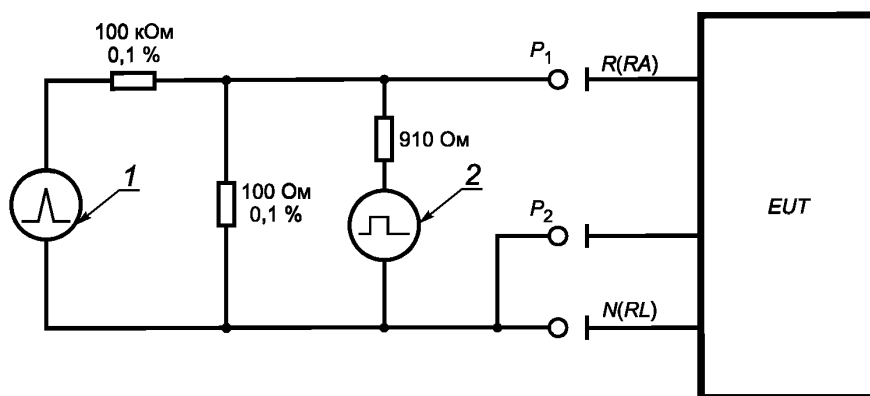 100 кОм
0,1 %
P1
R(RA)
910 Ом
1
100 Ом
0,1 %
2
P2
EUT
N(RL)